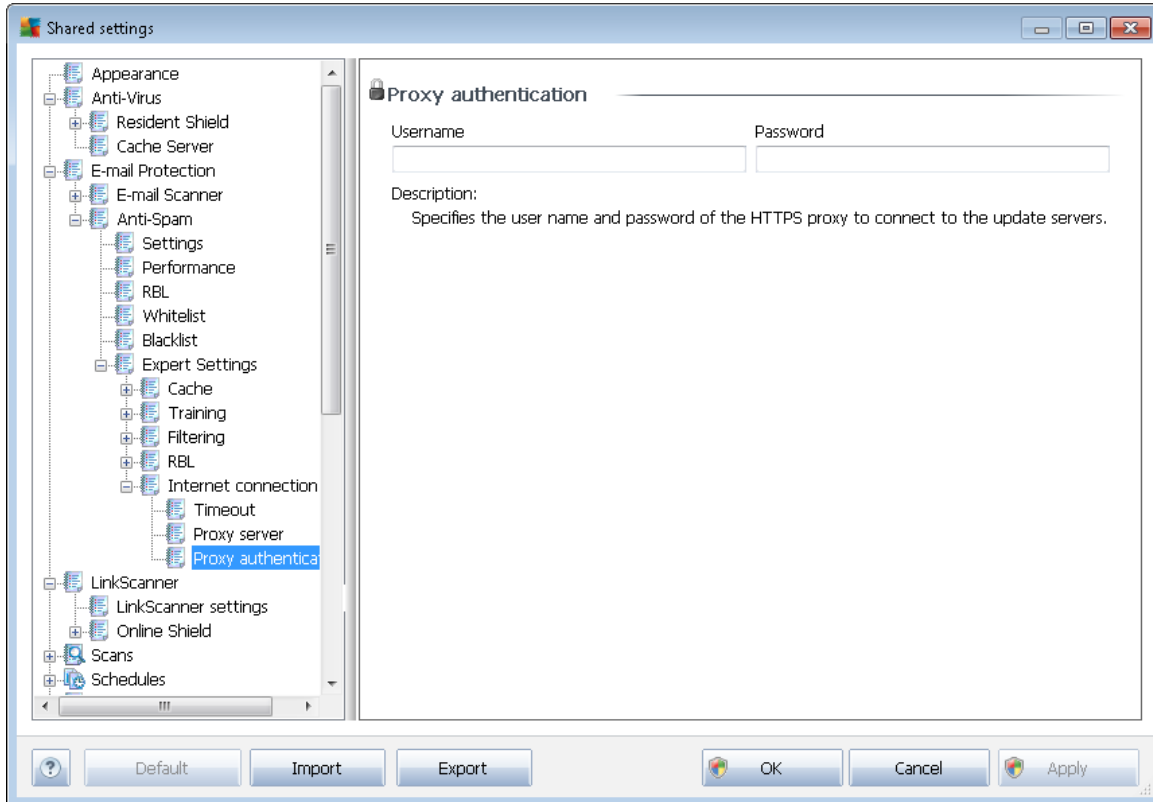 Shared settings
Appearance
Anti-Virus
Resident Shield
Cache Server
E-mail Protection
E-mail Scanner
Anti-Spam
Settings
Performance
RBL
Whitelist
Blacklist
Expert Settings
Cache
Training
Filtering
RBL
Internet connection
Timeout
Proxy server
Proxy authentica
LinkScanner
LinkScanner settings
Online Shield
Scans
Schedules
Proxy authentication
Username
Password
Description:
Specifies the user name and password of the HTTPS proxy to connect to the update servers.
?
Default
Import
Export
OK
Cancel
Apply